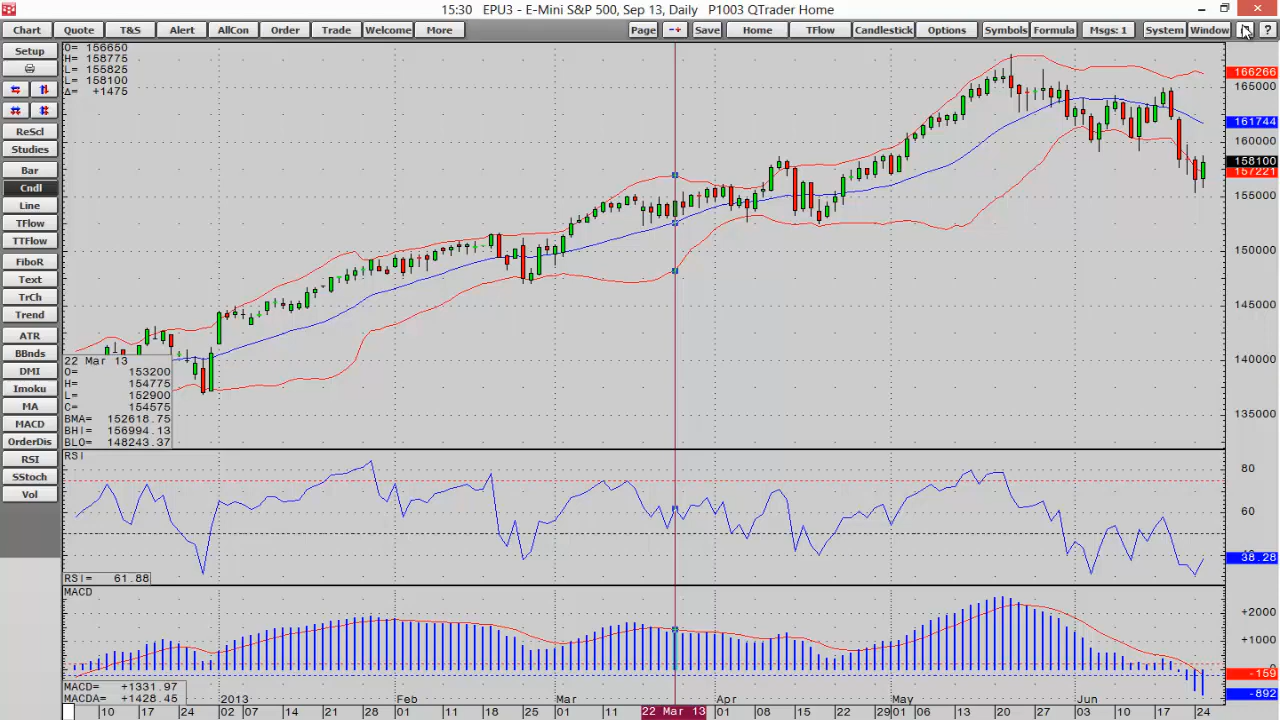 15:30 EPU3 - E-Mini S&P 500, Sep 13, Daily P1003 QTrader Home
Chart Quote T&S Alert AllCon Order Trade Welcome More Page Save Home TFlow Candlestick Options Symbols Formula Msgs: 1 System Window ?
Setup
ReScl
Studies
Bar
Cndl
Line
TFlow
TTFlow
FiboR
Text
TrCh
Trend
ATR
BBnds
DMI
Imoku
MA
MACD
OrderDis
RSI
SStoch
Vol
O= 156650
H= 158775
L= 155825
L= 158100
Δ= +1475
22 Mar 13
O= 153200
H= 154775
L= 152900
C= 154575
BMA= 152618.75
BHI= 156994.13
BLO= 148243.37
166266
165000
161744
160000
158100
157221
155000
150000
145000
140000
135000
RSI
80
60
38.28
RSI= 61.88
MACD
+2000
+1000
0
-159
-892
MACD= +1331.97
MACDA= +1428.45
2013 Feb Mar Apr May Jun
10 17 24 02 07 14 21 28 01 11 18 25 01 11 22 Mar 13 01 08 15 22 29 01 06 13 20 27 03 10 17 24